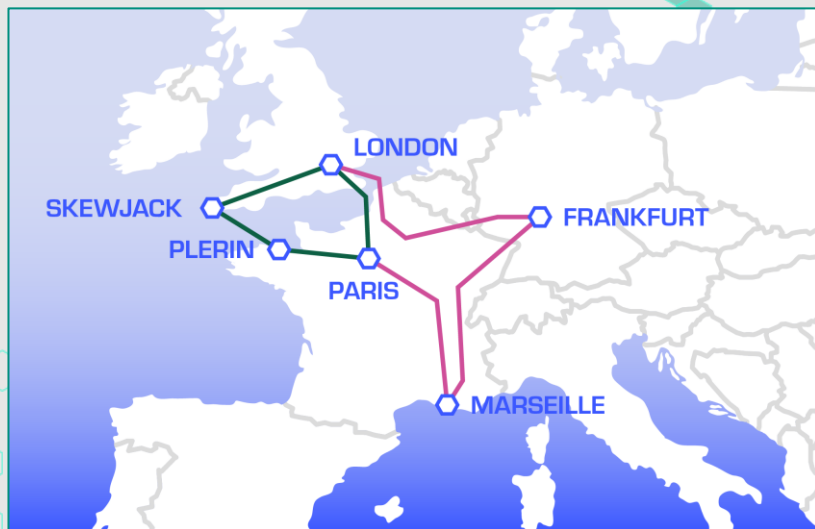 LONDON
SKEWJACK
FRANKFURT
PLERIN
PARIS
MARSEILLE